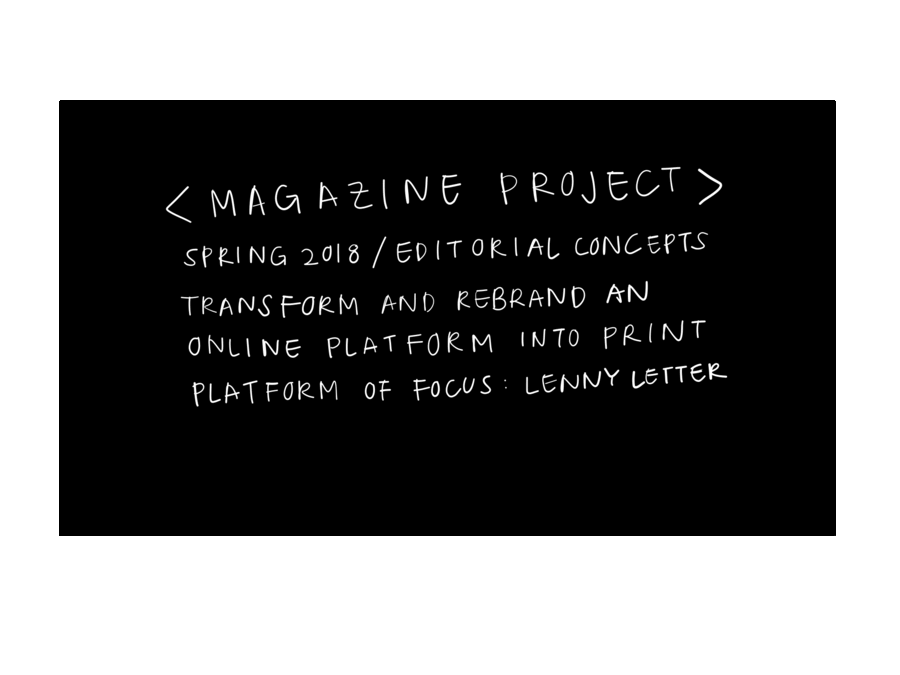 <MAGAZINE PROJECT>
SPRING 2018 / EDITORIAL CONCEPTS
TRANSFORM AND REBRAND AN
ONLINE PLATFORM INTO PRINT
PLATFORM OF FOCUS: LENNY LETTER